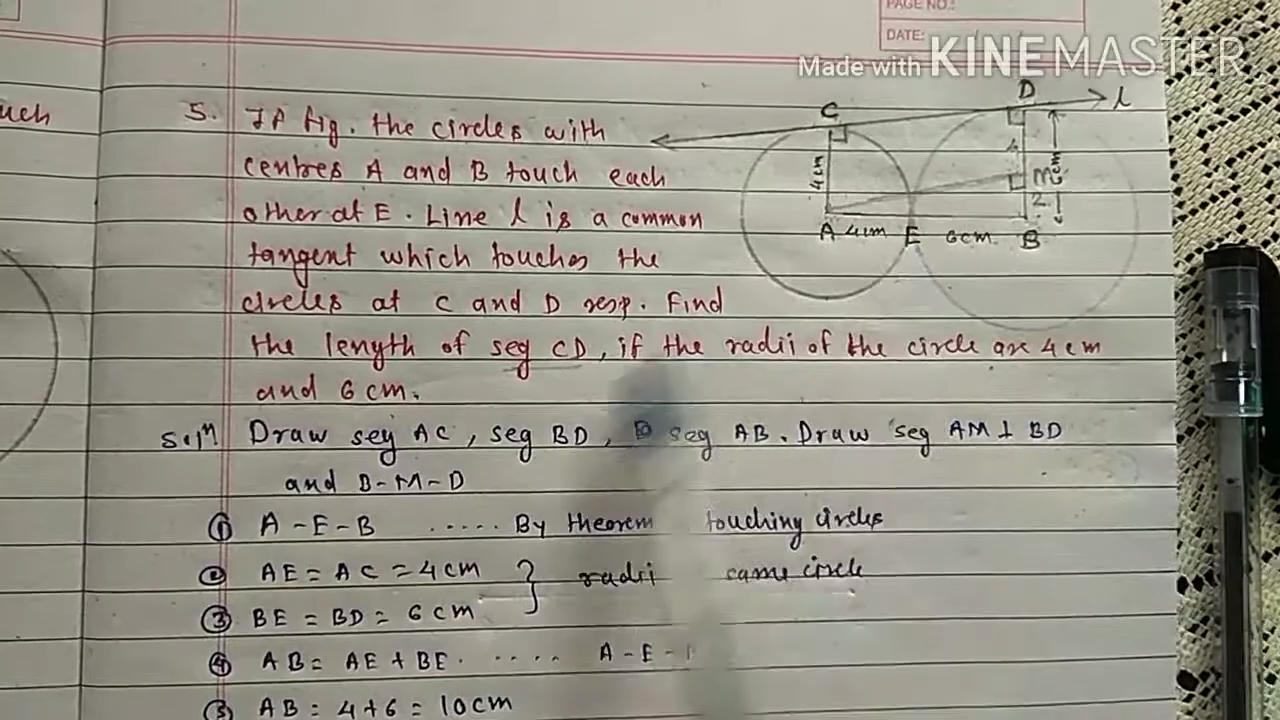 PAGE NO.:
DATE:
Made with KINEMASTER
uch
5. If fig. the circles with
centres A and B touch each
other at E. Line l is a common
tangent which touches the
circles at C and D resp. Find
the length of seg CD, if the radii of the circle are 4 cm
and 6 cm.
C D l
4cm 4 6cm M 2
A 4cm E 6cm B
Soln Draw seg AC, seg BD, seg AB. Draw seg AM ⊥ BD
and B-M-D
① A-E-B ..... By theorem touching circles
② AE = AC = 4 cm } radii same circle
③ BE = BD = 6 cm
④ AB = AE + BE. .... A-E-
⑤ AB = 4+6 = 10cm